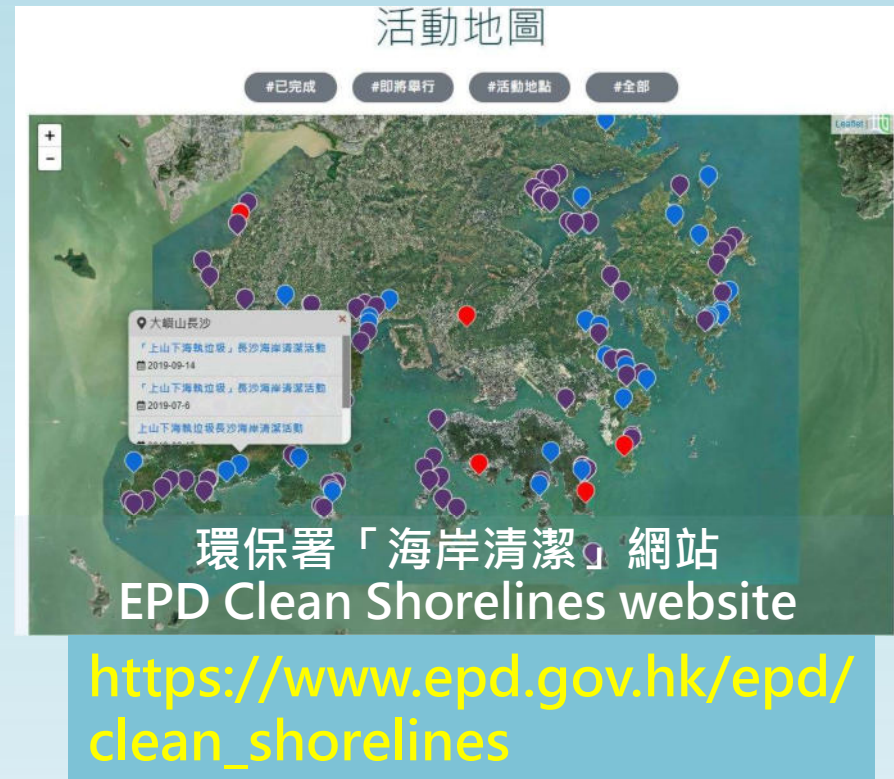 活動地圖
#已完成 #即將舉行 #活動地點 #全部
+
−
Leaflet |
大嶼山長沙
×
「上山下海執垃圾」長沙海岸清潔活動
2019-09-14
「上山下海執垃圾」長沙海岸清潔活動
2019-07-6
上山下海執垃圾長沙海岸清潔活動
環保署「海岸清潔」網站
EPD Clean Shorelines website
https://www.epd.gov.hk/epd/
clean_shorelines